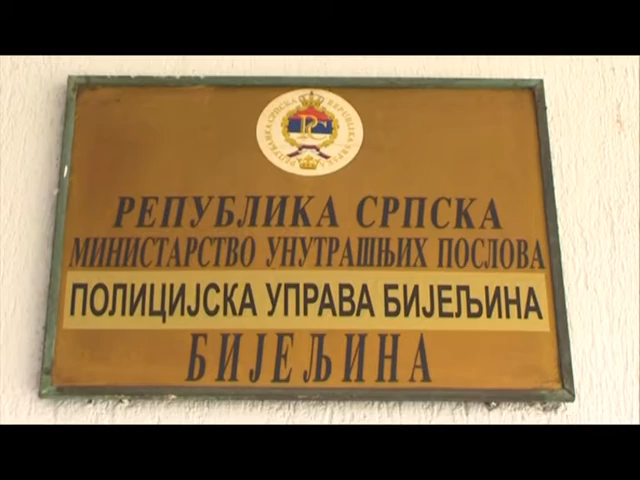 РЕПУБЛИКА СРПСКА
МИНИСТАРСТВО УНУТРАШЊИХ ПОСЛОВА
ПОЛИЦИЈСКА УПРАВА БИЈЕЉИНА
БИЈЕЉИНА